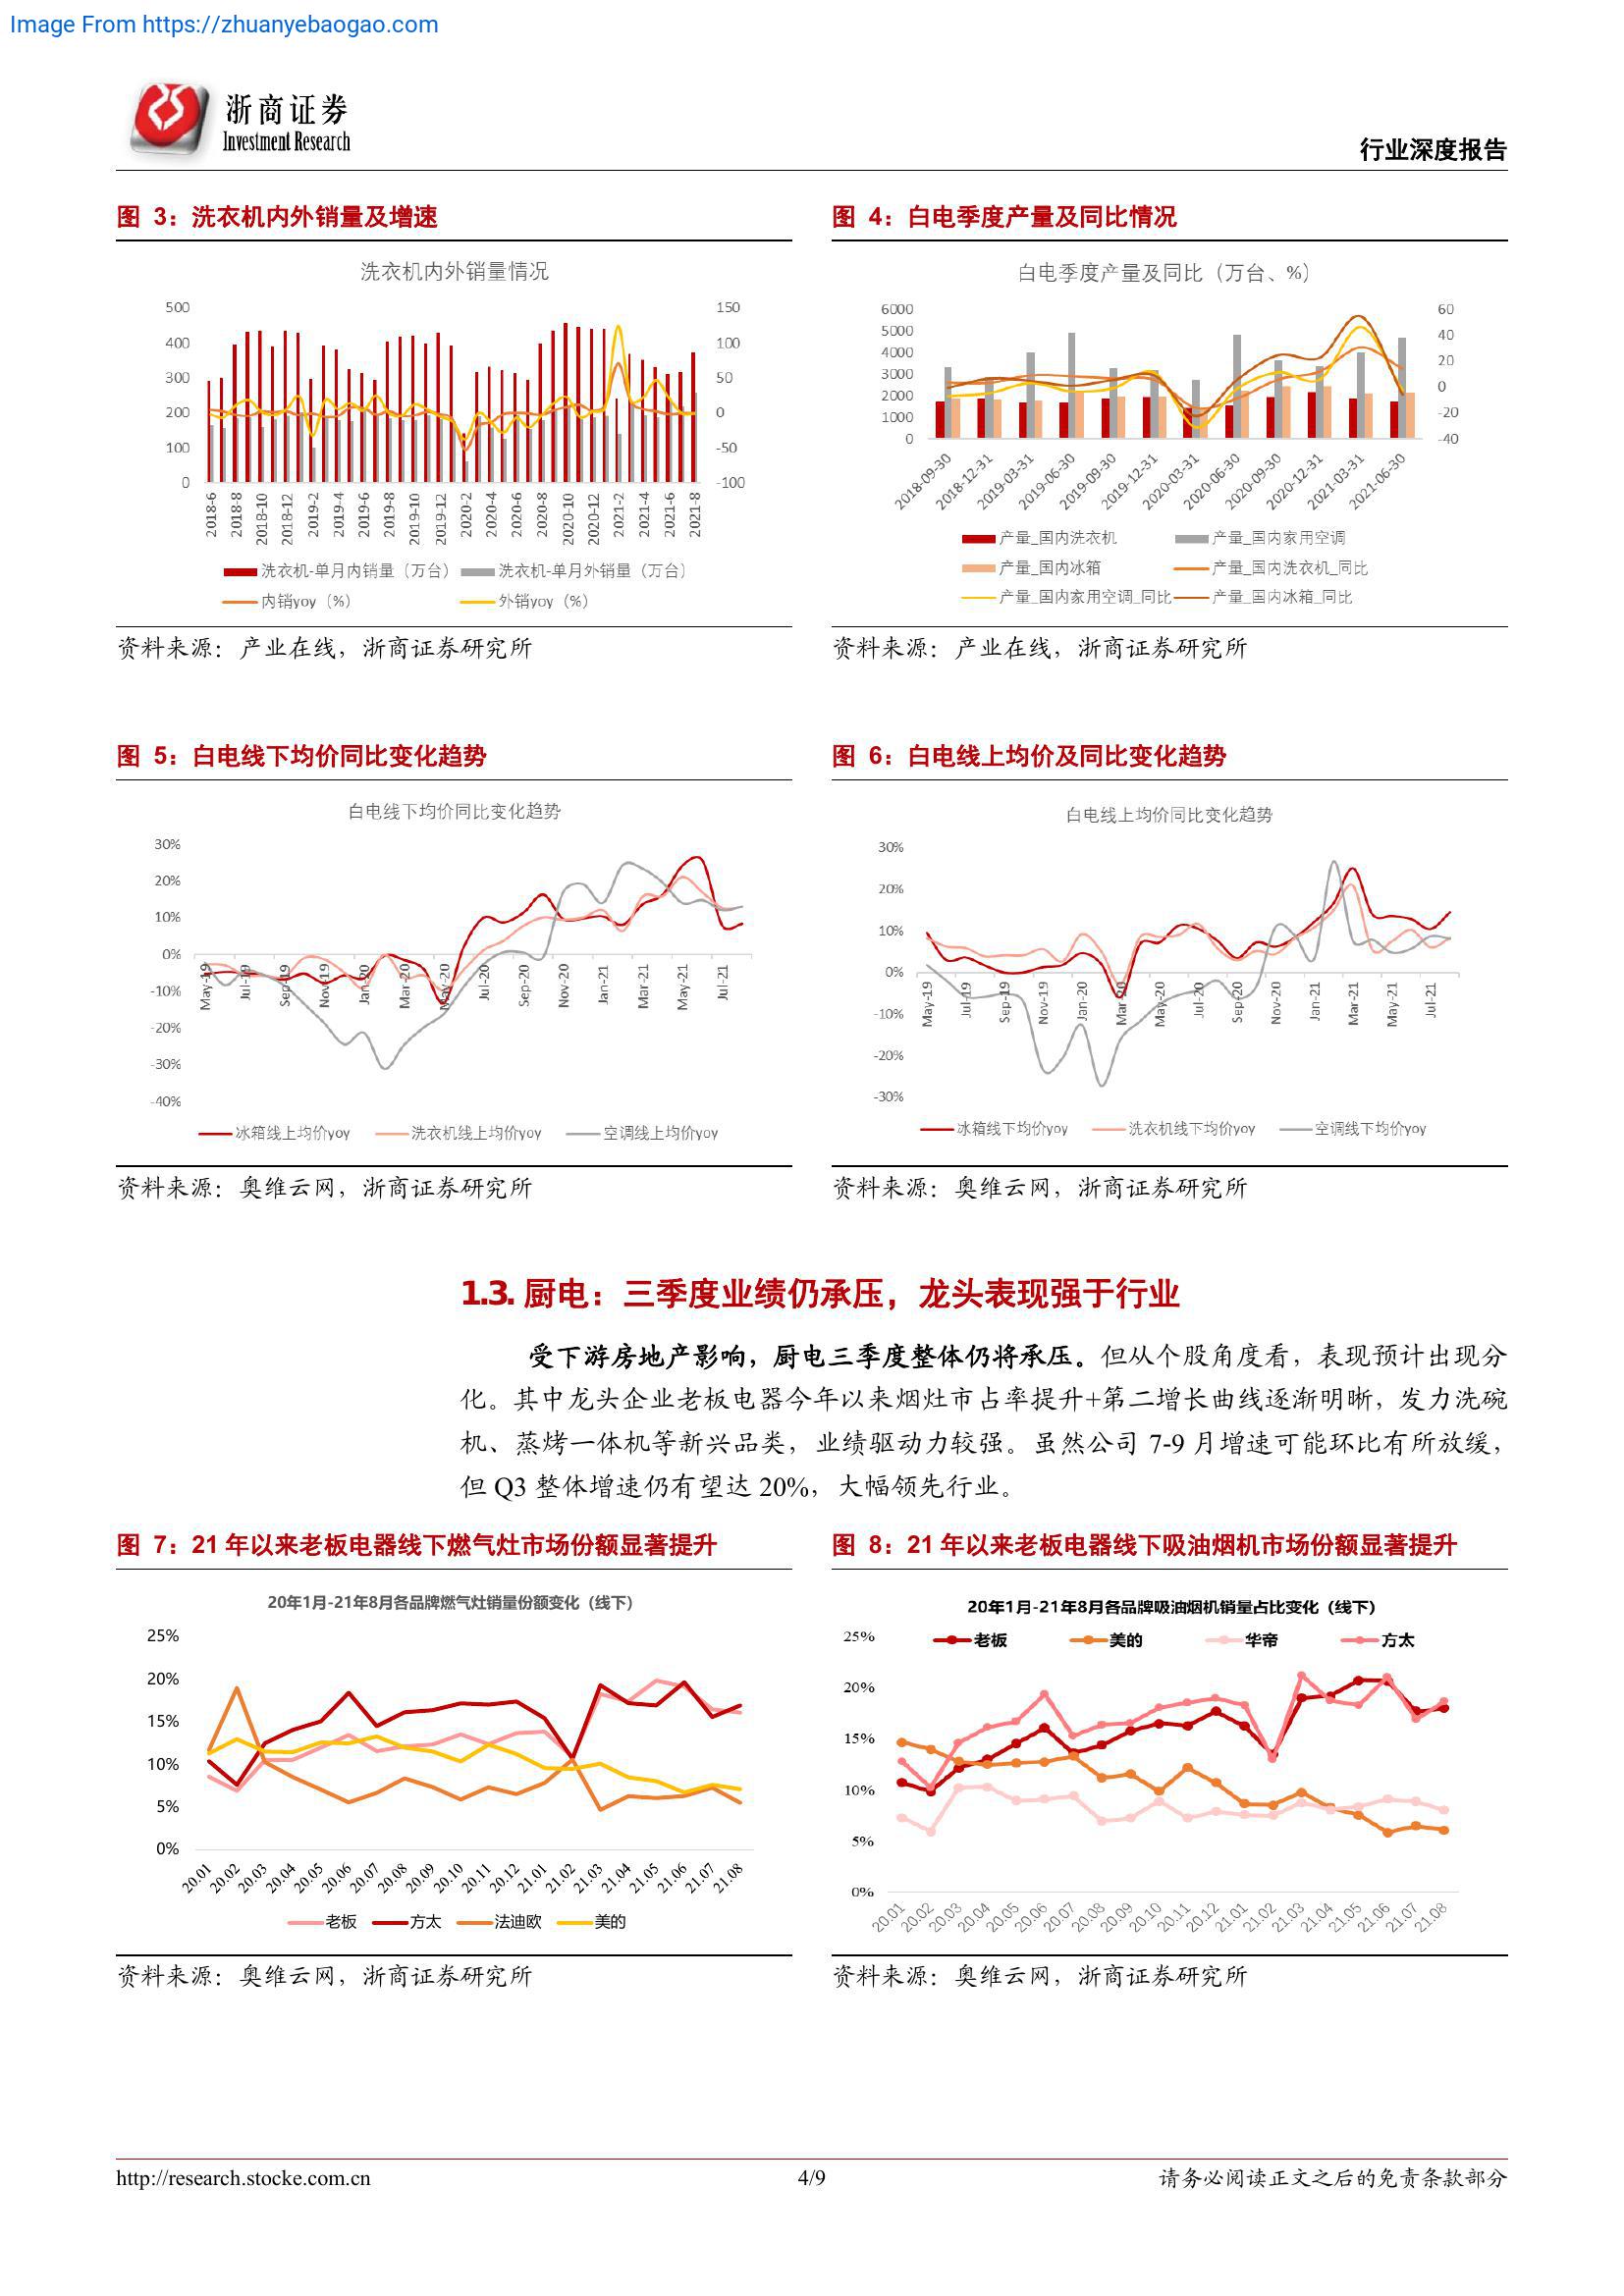 Image From https://zhuanyebaogao.com
浙商证券
Investment Research
行业深度报告
图 3：洗衣机内外销量及增速
洗衣机内外销量情况
500
400
300
200
100
0
150
100
50
0
-50
-100
2018-6
2018-8
2018-10
2018-12
2019-2
2019-4
2019-6
2019-8
2019-10
2019-12
2020-2
2020-4
2020-6
2020-8
2020-10
2020-12
2021-2
2021-4
2021-6
2021-8
洗衣机-单月内销量（万台） 洗衣机-单月外销量（万台）
内销yoy（%） 外销yoy（%）
资料来源：产业在线，浙商证券研究所
图 4：白电季度产量及同比情况
白电季度产量及同比（万台、%）
6000
5000
4000
3000
2000
1000
0
60
40
20
0
-20
-40
2018-09-30
2018-12-31
2019-03-31
2019-06-30
2019-09-30
2019-12-31
2020-03-31
2020-06-30
2020-09-30
2020-12-31
2021-03-31
2021-06-30
产量_国内洗衣机 产量_国内家用空调
产量_国内冰箱 产量_国内洗衣机_同比
产量_国内家用空调_同比 产量_国内冰箱_同比
资料来源：产业在线，浙商证券研究所
图 5：白电线下均价同比变化趋势
白电线下均价同比变化趋势
30%
20%
10%
0%
-10%
-20%
-30%
-40%
May-19
Jul-19
Sep-19
Nov-19
Jan-20
Mar-20
May-20
Jul-20
Sep-20
Nov-20
Jan-21
Mar-21
May-21
Jul-21
冰箱线上均价yoy 洗衣机线上均价yoy 空调线上均价yoy
资料来源：奥维云网，浙商证券研究所
图 6：白电线上均价及同比变化趋势
白电线上均价同比变化趋势
30%
20%
10%
0%
-10%
-20%
-30%
May-19
Jul-19
Sep-19
Nov-19
Jan-20
Mar-20
May-20
Jul-20
Sep-20
Nov-20
Jan-21
Mar-21
May-21
Jul-21
冰箱线下均价yoy 洗衣机线下均价yoy 空调线下均价yoy
资料来源：奥维云网，浙商证券研究所
1.3. 厨电：三季度业绩仍承压，龙头表现强于行业
受下游房地产影响，厨电三季度整体仍将承压。但从个股角度看，表现预计出现分
化。其中龙头企业老板电器今年以来烟灶市占率提升+第二增长曲线逐渐明晰，发力洗碗
机、蒸烤一体机等新兴品类，业绩驱动力较强。虽然公司 7-9 月增速可能环比有所放缓，
但 Q3 整体增速仍有望达 20%，大幅领先行业。
图 7：21 年以来老板电器线下燃气灶市场份额显著提升
20年1月-21年8月各品牌燃气灶销量份额变化（线下）
25%
20%
15%
10%
5%
0%
20.01
20.02
20.03
20.04
20.05
20.06
20.07
20.08
20.09
20.10
20.11
20.12
21.01
21.02
21.03
21.04
21.05
21.06
21.07
21.08
老板 方太 法迪欧 美的
资料来源：奥维云网，浙商证券研究所
图 8：21 年以来老板电器线下吸油烟机市场份额显著提升
20年1月-21年8月各品牌吸油烟机销量占比变化（线下）
老板 美的 华帝 方太
25%
20%
15%
10%
5%
0%
20.01
20.02
20.03
20.04
20.05
20.06
20.07
20.08
20.09
20.10
20.11
20.12
21.01
21.02
21.03
21.04
21.05
21.06
21.07
21.08
资料来源：奥维云网，浙商证券研究所
http://research.stocke.com.cn
4/9
请务必阅读正文之后的免责条款部分